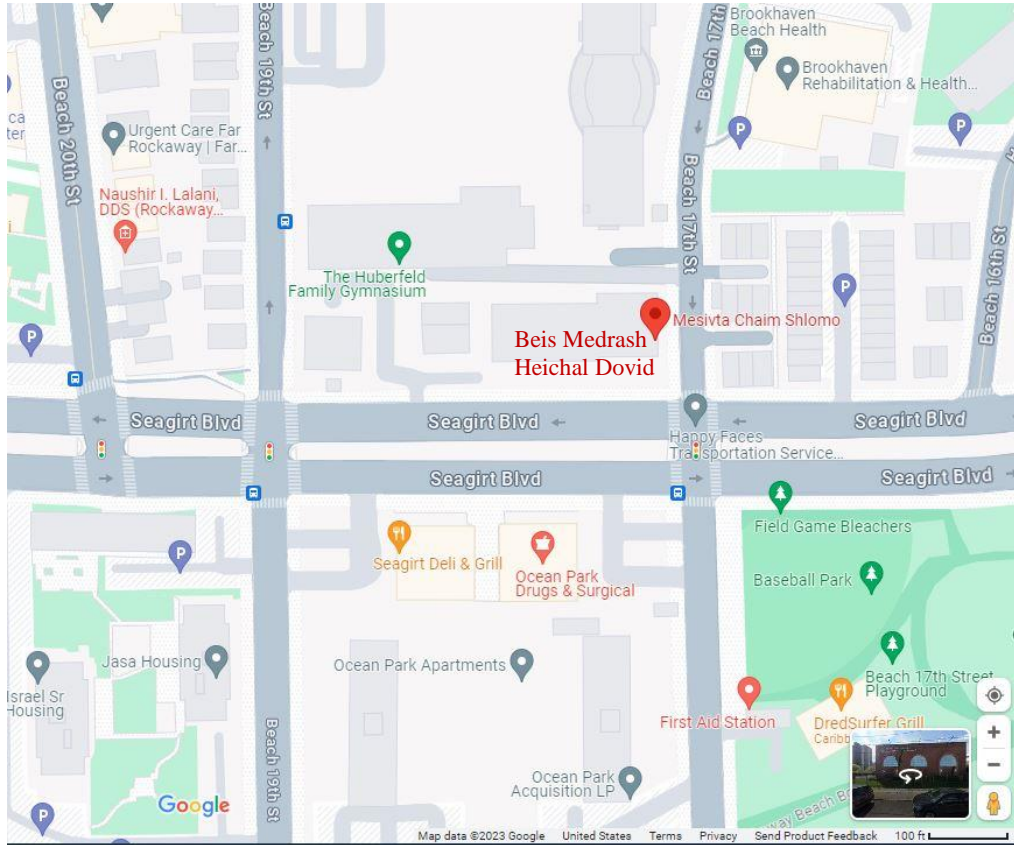 Brookhaven
Beach Health
Beach 17th
Beach 19th St
Brookhaven
Rehabilitation & Health...
P
P
Beach 20th St
Urgent Care Far
Rockaway | Far...
Naushir I. Lalani,
DDS (Rockaway...
Beach 17th St
Beach 16th St
The Huberfeld
Family Gymnasium
P
P
Mesivta Chaim Shlomo
Beis Medrash
Heichal Dovid
Seagirt Blvd
Seagirt Blvd
Seagirt Blvd
Happy Faces
Transportation Service...
Seagirt Blvd
Seagirt Blvd
Field Game Bleachers
P
Seagirt Deli & Grill
Ocean Park
Drugs & Surgical
Baseball Park
Jasa Housing
Ocean Park Apartments
Beach 17th Street
Playground
Israel Sr
Housing
First Aid Station
DredSurfer Grill
Beach 19th St
Ocean Park
Acquisition LP
Google
P
P
Map data ©2023 Google United States Terms Privacy Send Product Feedback 100 ft